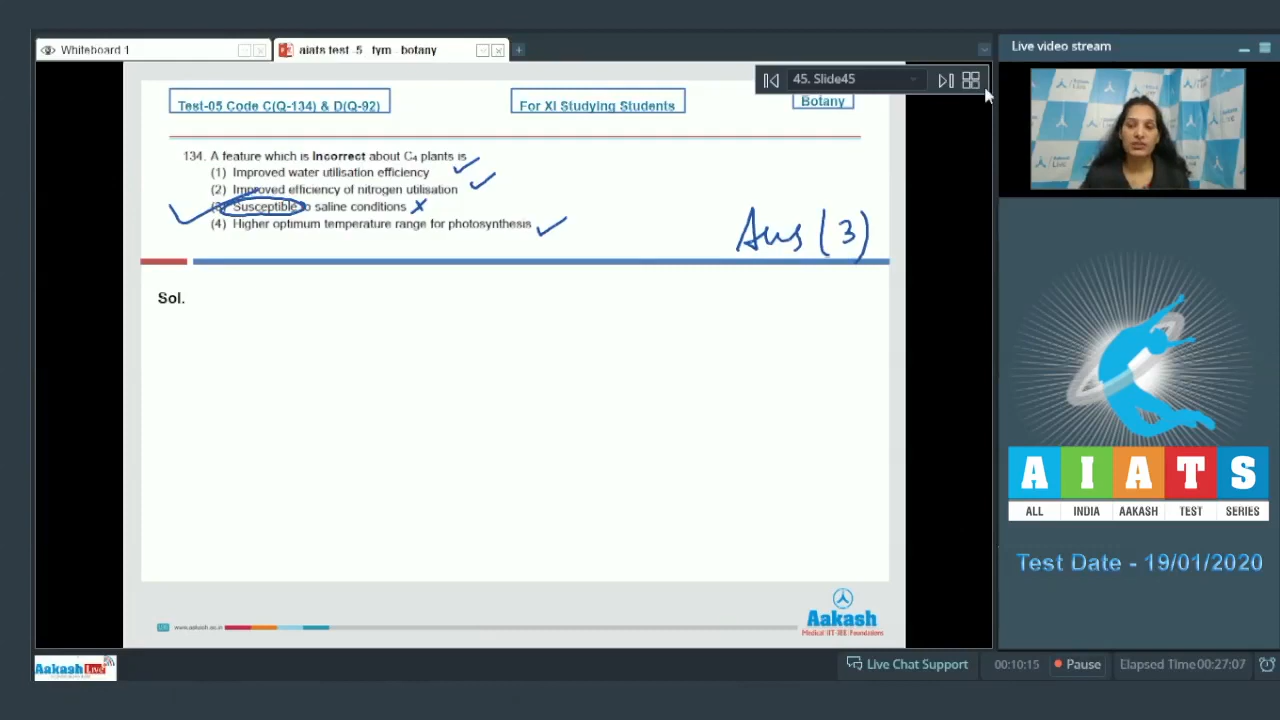 Whiteboard 1
aiats test -5 _ tym - botany
Live video stream
45. Slide45
Test-05 Code C(Q-134) & D(Q-92)
For XI Studying Students
Botany
134. A feature which is Incorrect about C₄ plants is
(1) Improved water utilisation efficiency
(2) Improved efficiency of nitrogen utilisation
(3) Susceptible to saline conditions
(4) Higher optimum temperature range for photosynthesis
Ans (3)
Sol.
A I A T S
ALL INDIA AAKASH TEST SERIES
Test Date - 19/01/2020
Aakash
Medical | IIT-JEE | Foundations
www.aakash.ac.in
Aakash Live
Live Chat Support
00:10:15
Pause
Elapsed Time 00:27:07